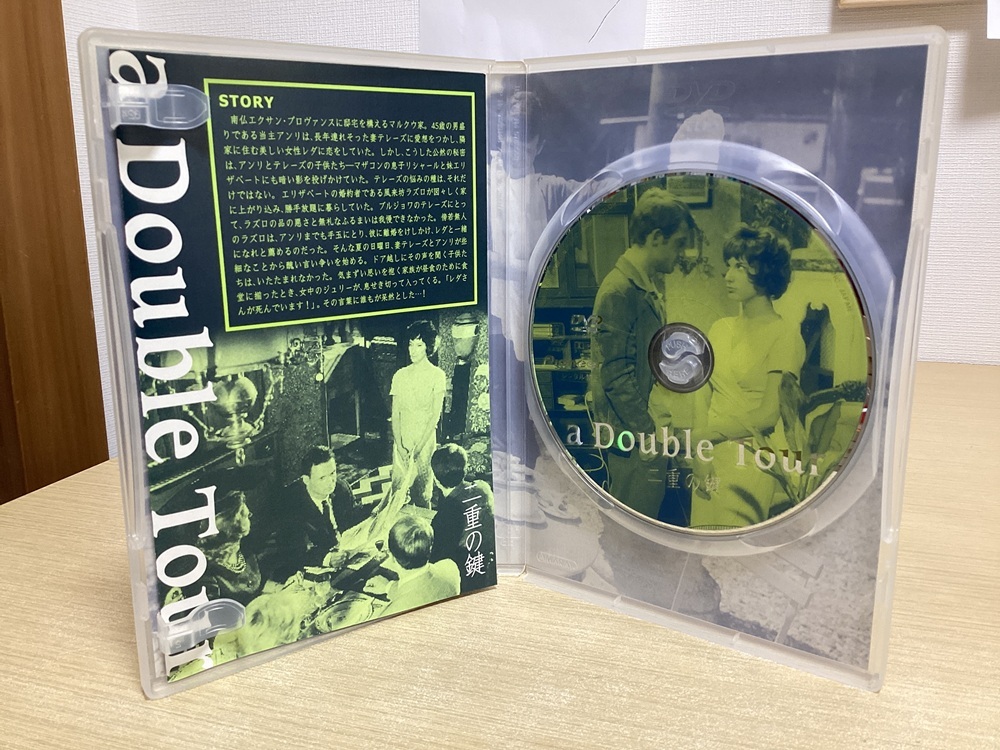 a Double Tour
STORY
南仏エクサン・プロヴァンスに邸宅を構えるマルクウ家。45歳の男盛
りである当主アンリは、長年連れそった妻テレーズに愛想をつかし、隣
家に住む美しい女性レダに恋をしていた。しかし、こうした公然の秘密
は、アンリとテレーズの子供たち―マザコンの息子リシャールと妹エリ
ザベートにも暗い影を投げかけていた。テレーズの悩みの種は、それだ
けではない。エリザベートの婚約者である風来坊ラズロが図々しく家
に上がり込み、勝手放題に暮らしていた。ブルジョワのテレーズにとっ
て、ラズロの品の悪さと無礼なふるまいは我慢できなかった。傍若無人
のラズロは、アンリまでも手玉にとり、彼に離婚をけしかけ、レダと一緒
になれと薦めるのだった。そんな夏の日曜日、妻テレーズとアンリが些
細なことから醜い言い争いを始める。ドア越しにその声を聞く子供た
ちは、いたたまれなかった。気まずい思いを抱く家族が昼食のために食
堂に揃ったとき、女中のジュリーが、息せき切って入ってくる。「レダさ
んが死んでいます！」。その言葉に誰もが呆然とした…！
二重の鍵
DVD
a Double Tour
二重の鍵